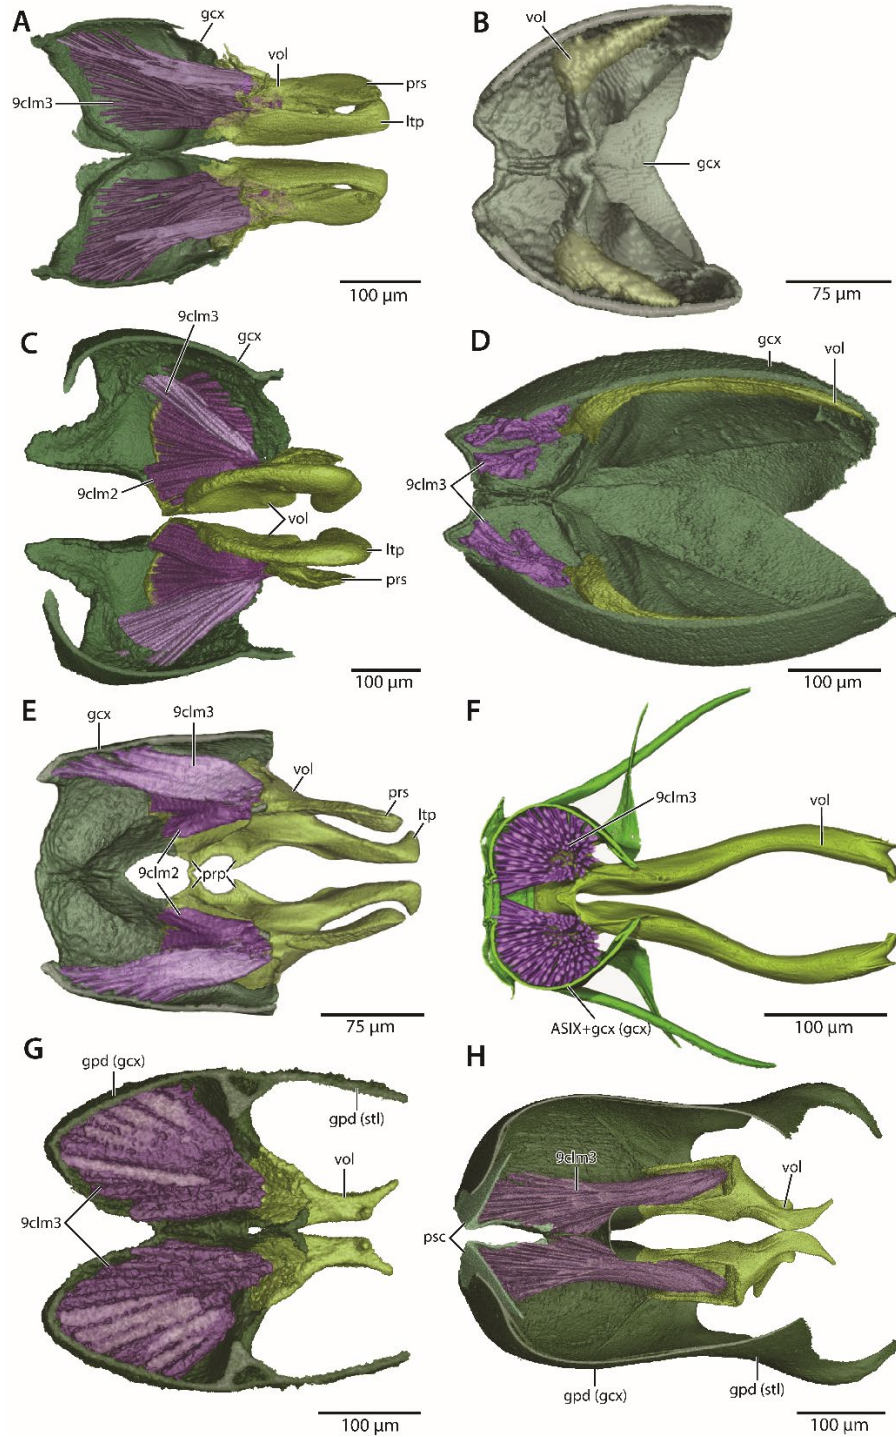 A
gcx
vol
prs
9clm3
ltp
100 µm
B
vol
gcx
75 µm
C
9clm3
gcx
9clm2
vol
ltp
prs
100 µm
D
gcx
vol
9clm3
100 µm
E
gcx
9clm3
vol
prs
ltp
prp
9clm2
75 µm
F
9clm3
vol
ASIX+gcx (gcx)
100 µm
G
gpd (gcx)
gpd (stl)
vol
9clm3
100 µm
H
9clm3
vol
psc
gpd (gcx)
gpd (stl)
100 µm